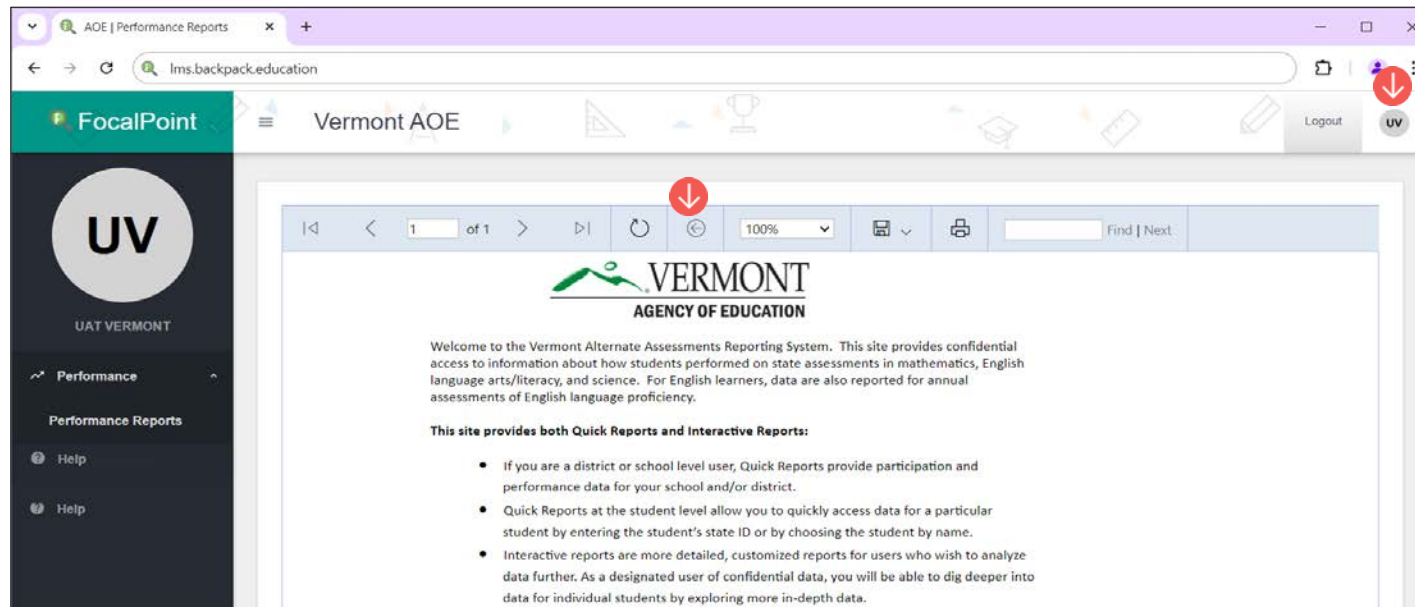 AOE | Performance Reports
lms.backpack.education
FocalPoint
Vermont AOE
Logout
UV
UV
UAT VERMONT
Performance
Performance Reports
Help
Help
1 of 1
100%
Find | Next
VERMONT
AGENCY OF EDUCATION
Welcome to the Vermont Alternate Assessments Reporting System. This site provides confidential
access to information about how students performed on state assessments in mathematics, English
language arts/literacy, and science. For English learners, data are also reported for annual
assessments of English language proficiency.
This site provides both Quick Reports and Interactive Reports:
• If you are a district or school level user, Quick Reports provide participation and
performance data for your school and/or district.
• Quick Reports at the student level allow you to quickly access data for a particular
student by entering the student's state ID or by choosing the student by name.
• Interactive reports are more detailed, customized reports for users who wish to analyze
data further. As a designated user of confidential data, you will be able to dig deeper into
data for individual students by exploring more in-depth data.